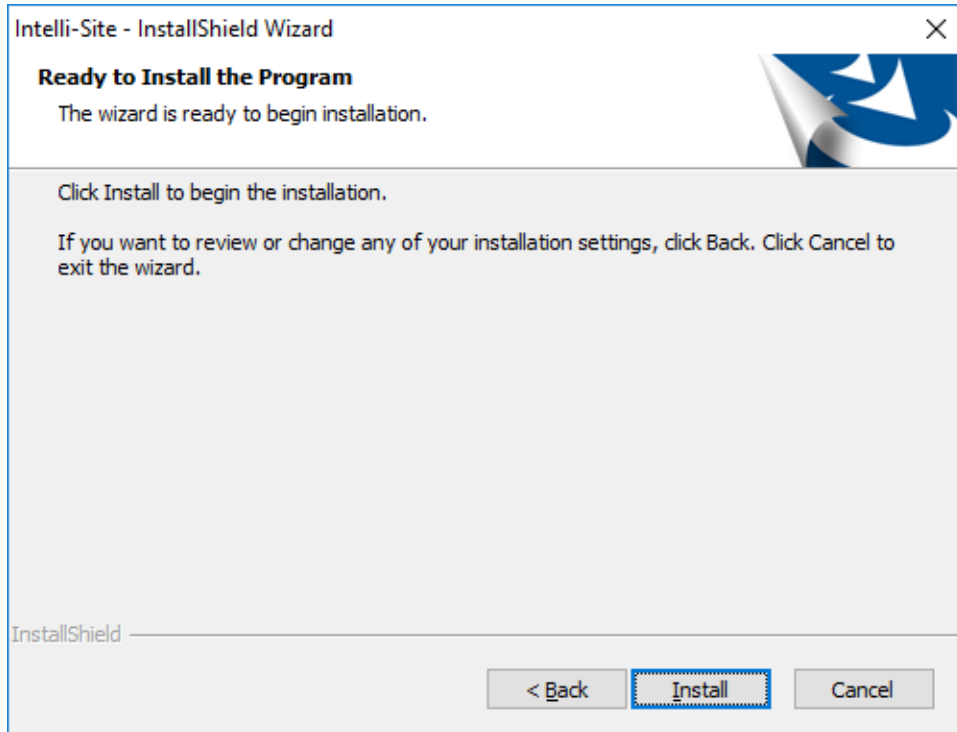 Intelli-Site - InstallShield Wizard
Ready to Install the Program
The wizard is ready to begin installation.
Click Install to begin the installation.
If you want to review or change any of your installation settings, click Back. Click Cancel to
exit the wizard.
InstallShield
< Back
Install
Cancel